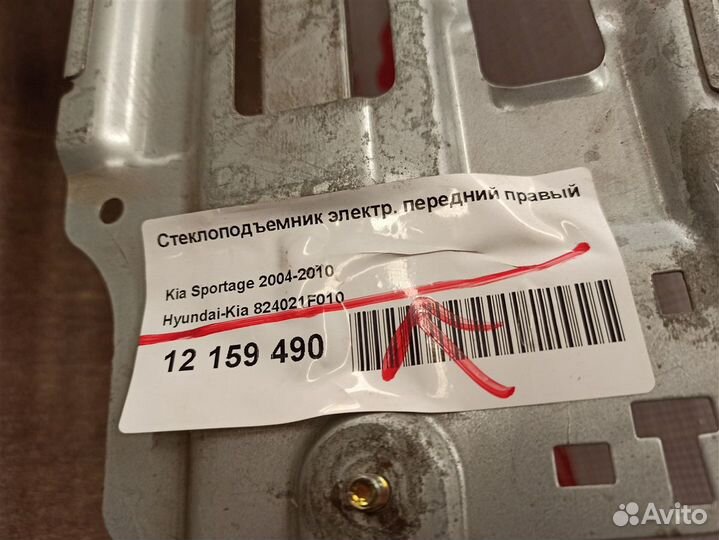 Стеклоподъемник электр. передний правый
Kia Sportage 2004-2010
Hyundai-Kia 824021F010
12 159 490
T
Avito